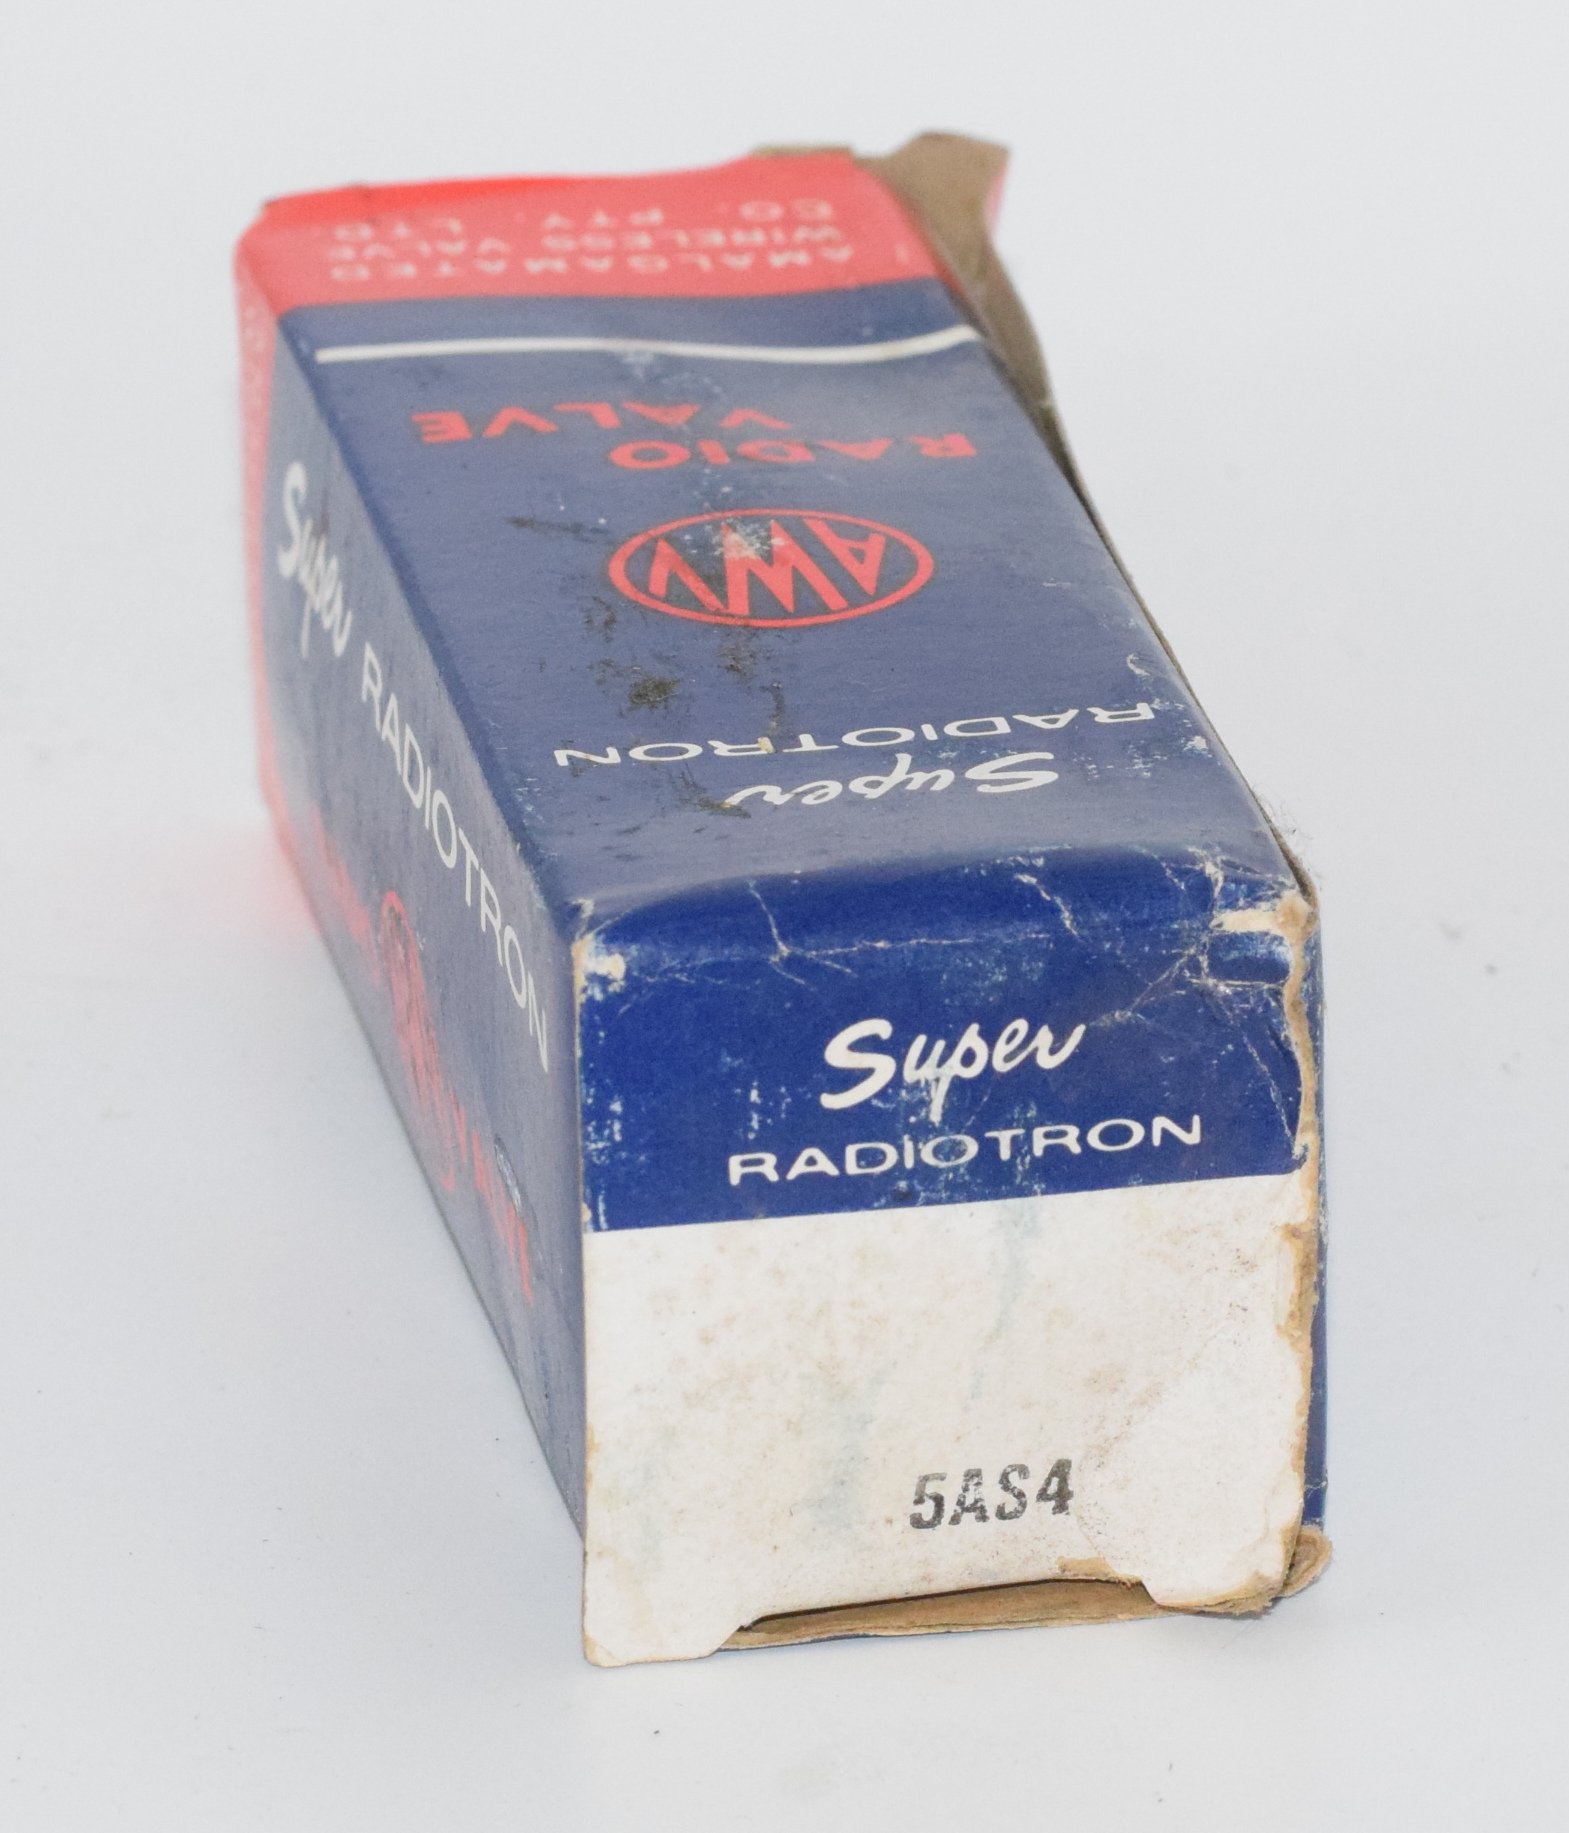 AMALGAMATED
WIRELESS VALVE
CO. PTY. LTD.
RADIO
VALVE
AWV
Super
RADIOTRON
Super
RADIOTRON
Super
RADIOTRON
5AS4